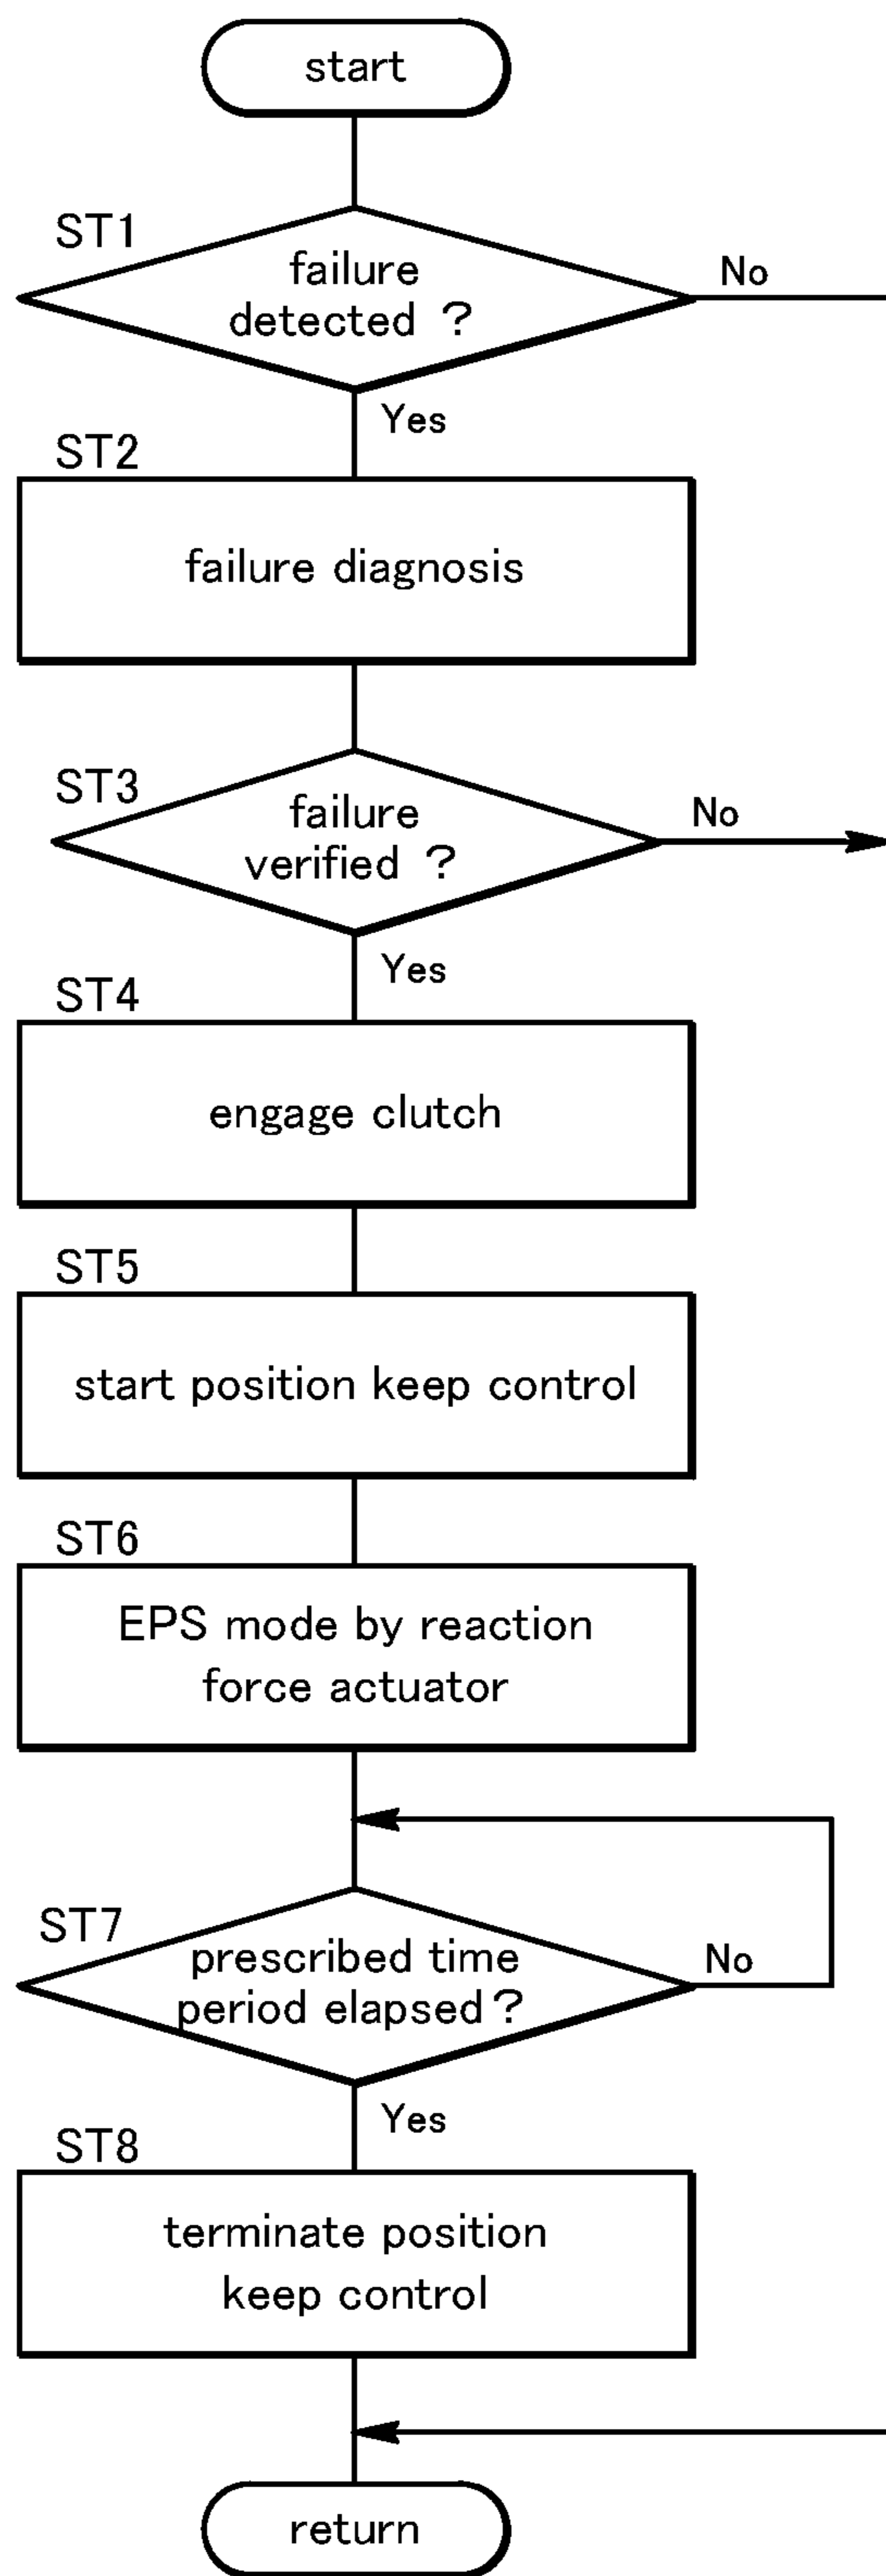 start
ST1
failure
detected ?
No
Yes
ST2
failure diagnosis
ST3
failure
verified ?
No
Yes
ST4
engage clutch
ST5
start position keep control
ST6
EPS mode by reaction
force actuator
ST7
prescribed time
period elapsed?
No
Yes
ST8
terminate position
keep control
return